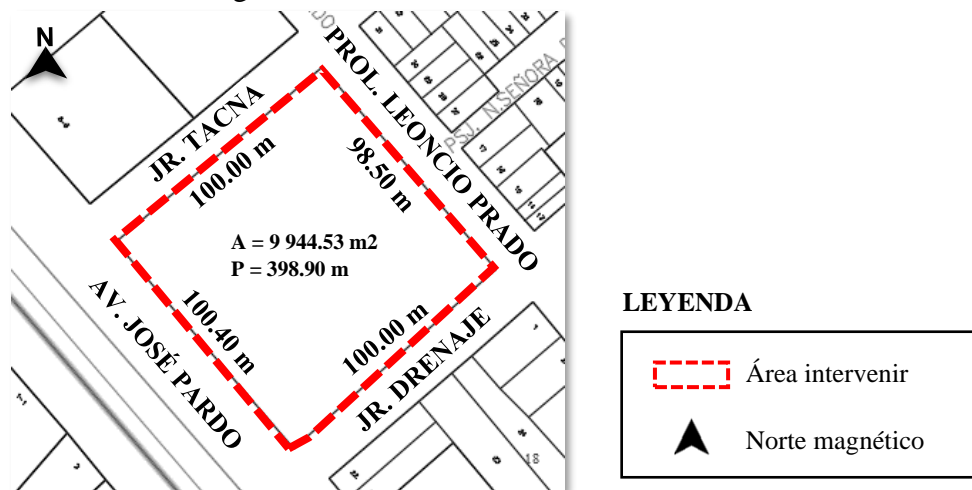 N
PROL. LEONCIO PRADO
PSJ. N.SEÑORA
JR. TACNA
100.00 m
98.50 m
A = 9 944.53 m2
P = 398.90 m
AV. JOSÉ PARDO
100.40 m
100.00 m
JR. DRENAJE
1
18
LEYENDA
Área intervenir
Norte magnético